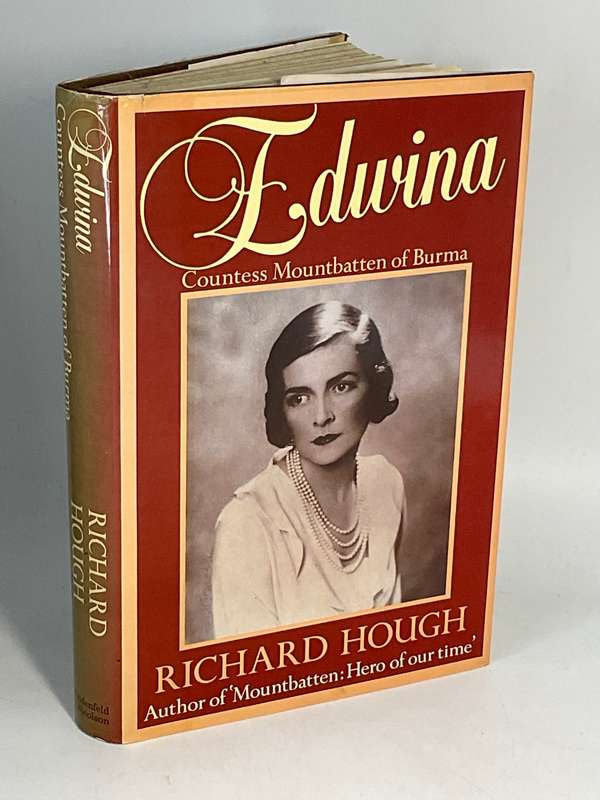 Edwina
Countess Mountbatten of Burma
RICHARD HOUGH
Author of 'Mountbatten: Hero of our time'
Edwina
Countess Mountbatten of Burma
RICHARD
HOUGH